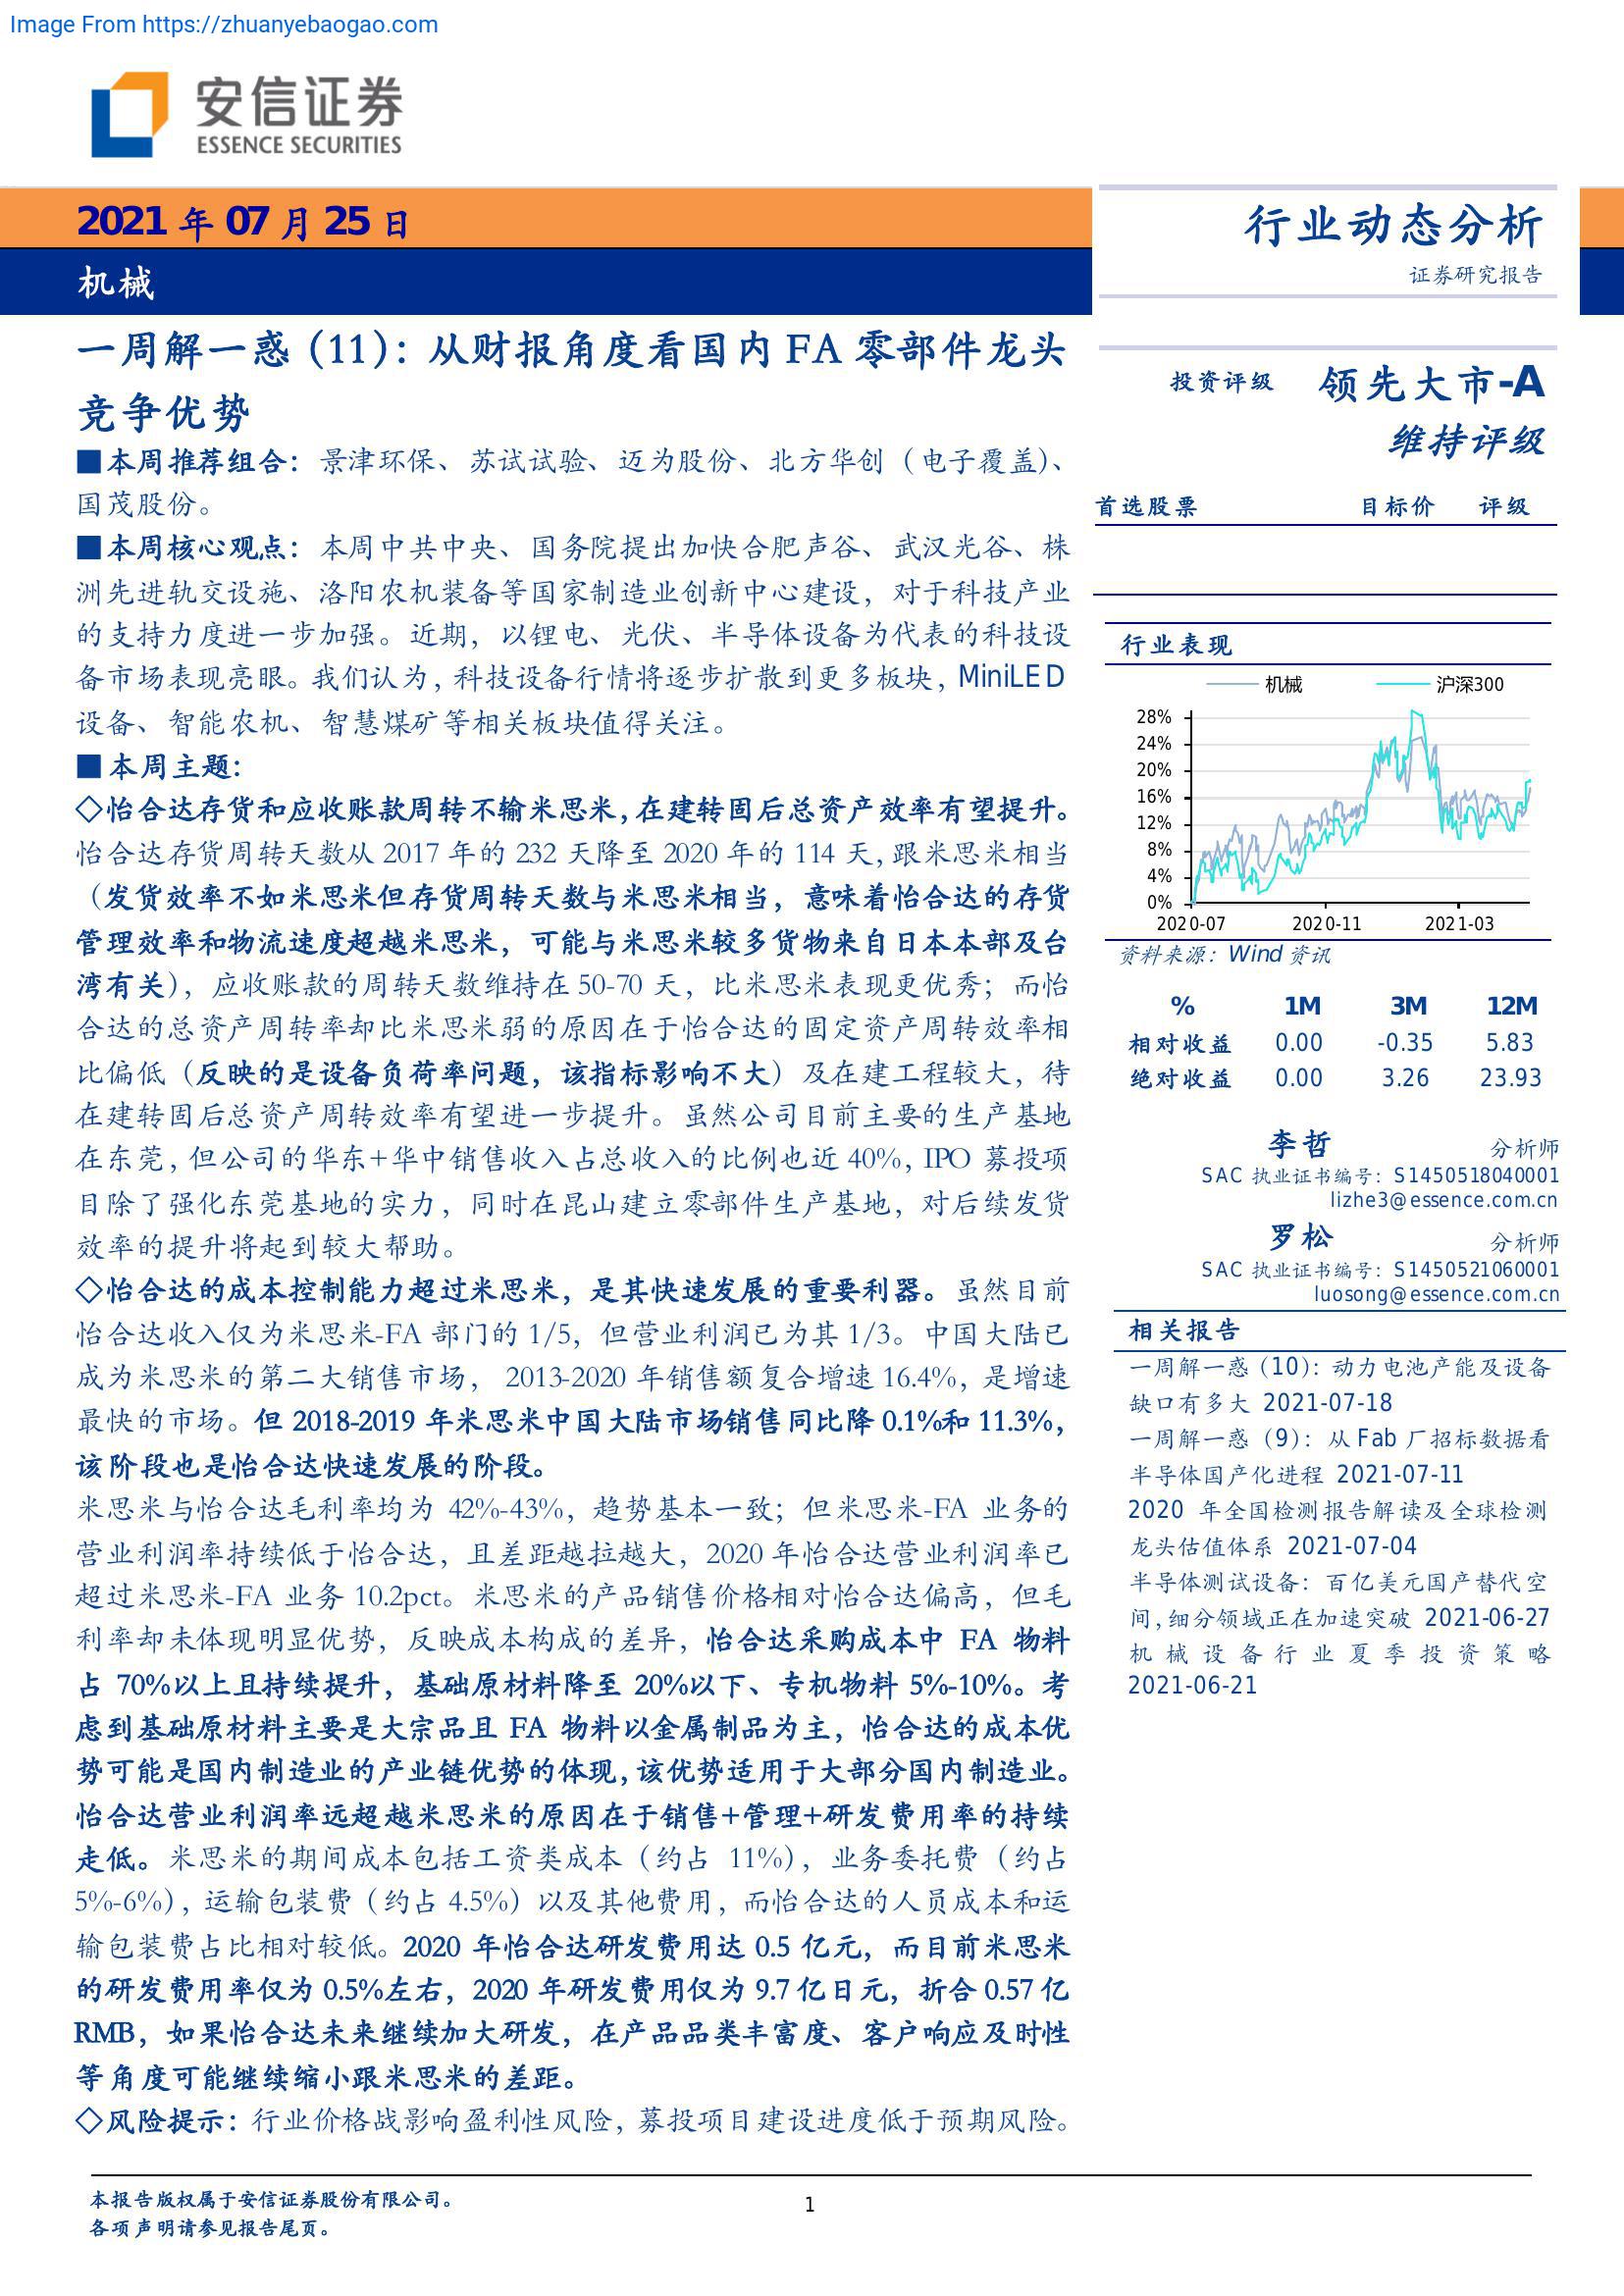 Image From https://zhuanyebaogao.com
安信证券
ESSENCE SECURITIES
2021 年 07 月 25 日
机械
行业动态分析
证券研究报告
一周解一惑（11）：从财报角度看国内 FA 零部件龙头
竞争优势
■本周推荐组合：景津环保、苏试试验、迈为股份、北方华创（电子覆盖）、
国茂股份。
■本周核心观点：本周中共中央、国务院提出加快合肥声谷、武汉光谷、株
洲先进轨交设施、洛阳农机装备等国家制造业创新中心建设，对于科技产业
的支持力度进一步加强。近期，以锂电、光伏、半导体设备为代表的科技设
备市场表现亮眼。我们认为，科技设备行情将逐步扩散到更多板块，MiniLED
设备、智能农机、智慧煤矿等相关板块值得关注。
■本周主题：
◇怡合达存货和应收账款周转不输米思米，在建转固后总资产效率有望提升。
怡合达存货周转天数从 2017 年的 232 天降至 2020 年的 114 天，跟米思米相当
（发货效率不如米思米但存货周转天数与米思米相当，意味着怡合达的存货
管理效率和物流速度超越米思米，可能与米思米较多货物来自日本本部及台
湾有关），应收账款的周转天数维持在 50-70 天，比米思米表现更优秀；而怡
合达的总资产周转率却比米思米弱的原因在于怡合达的固定资产周转效率相
比偏低（反映的是设备负荷率问题，该指标影响不大）及在建工程较大，待
在建转固后总资产周转效率有望进一步提升。虽然公司目前主要的生产基地
在东莞，但公司的华东+华中销售收入占总收入的比例也近 40%，IPO 募投项
目除了强化东莞基地的实力，同时在昆山建立零部件生产基地，对后续发货
效率的提升将起到较大帮助。
◇怡合达的成本控制能力超过米思米，是其快速发展的重要利器。虽然目前
怡合达收入仅为米思米-FA 部门的 1/5，但营业利润已为其 1/3。中国大陆已
成为米思米的第二大销售市场， 2013-2020 年销售额复合增速 16.4%，是增速
最快的市场。但 2018-2019 年米思米中国大陆市场销售同比降 0.1%和 11.3%，
该阶段也是怡合达快速发展的阶段。
米思米与怡合达毛利率均为 42%-43%，趋势基本一致；但米思米-FA 业务的
营业利润率持续低于怡合达，且差距越拉越大，2020 年怡合达营业利润率已
超过米思米-FA 业务 10.2pct。米思米的产品销售价格相对怡合达偏高，但毛
利率却未体现明显优势，反映成本构成的差异，怡合达采购成本中 FA 物料
占 70%以上且持续提升，基础原材料降至 20%以下、专机物料 5%-10%。考
虑到基础原材料主要是大宗品且 FA 物料以金属制品为主，怡合达的成本优
势可能是国内制造业的产业链优势的体现，该优势适用于大部分国内制造业。
怡合达营业利润率远超越米思米的原因在于销售+管理+研发费用率的持续
走低。米思米的期间成本包括工资类成本（约占 11%），业务委托费（约占
5%-6%），运输包装费（约占 4.5%）以及其他费用，而怡合达的人员成本和运
输包装费占比相对较低。2020 年怡合达研发费用达 0.5 亿元，而目前米思米
的研发费用率仅为 0.5%左右，2020 年研发费用仅为 9.7 亿日元，折合 0.57 亿
RMB，如果怡合达未来继续加大研发，在产品品类丰富度、客户响应及时性
等角度可能继续缩小跟米思米的差距。
◇风险提示：行业价格战影响盈利性风险，募投项目建设进度低于预期风险。
投资评级 领先大市-A
维持评级
首选股票 目标价 评级
行业表现
机械 沪深300
28%
24%
20%
16%
12%
8%
4%
0%
2020-07 2020-11 2021-03
资料来源：Wind 资讯
% 1M 3M 12M
相对收益 0.00 -0.35 5.83
绝对收益 0.00 3.26 23.93
李哲 分析师
SAC 执业证书编号：S1450518040001
lizhe3@essence.com.cn
罗松 分析师
SAC 执业证书编号：S1450521060001
luosong@essence.com.cn
相关报告
一周解一惑（10）：动力电池产能及设备
缺口有多大 2021-07-18
一周解一惑（9）：从 Fab 厂招标数据看
半导体国产化进程 2021-07-11
2020 年全国检测报告解读及全球检测
龙头估值体系 2021-07-04
半导体测试设备：百亿美元国产替代空
间，细分领域正在加速突破 2021-06-27
机械设备行业夏季投资策略
2021-06-21
本报告版权属于安信证券股份有限公司。
1
各项声明请参见报告尾页。